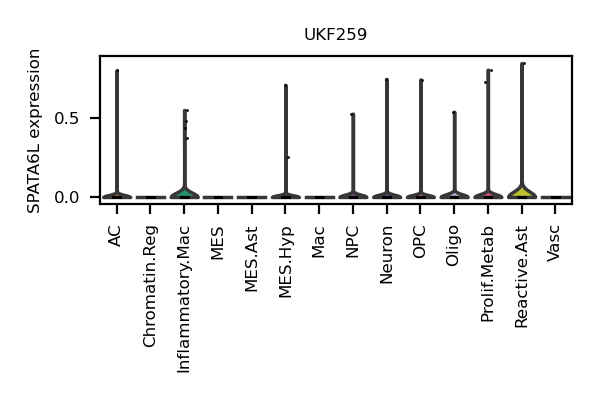 UKF259
SPATA6L expression
0.5
0.0
AC
Chromatin.Reg
Inflammatory.Mac
MES
MES.Ast
MES.Hyp
Mac
NPC
Neuron
OPC
Oligo
Prolif.Metab
Reactive.Ast
Vasc